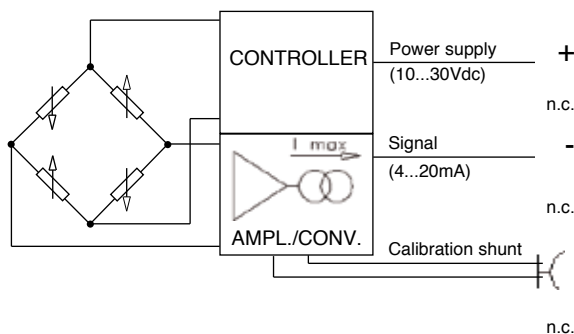 CONTROLLER
Power supply
+
(10...30Vdc)
n.c.
I max
Signal
-
(4...20mA)
n.c.
AMPL./CONV.
Calibration shunt
n.c.